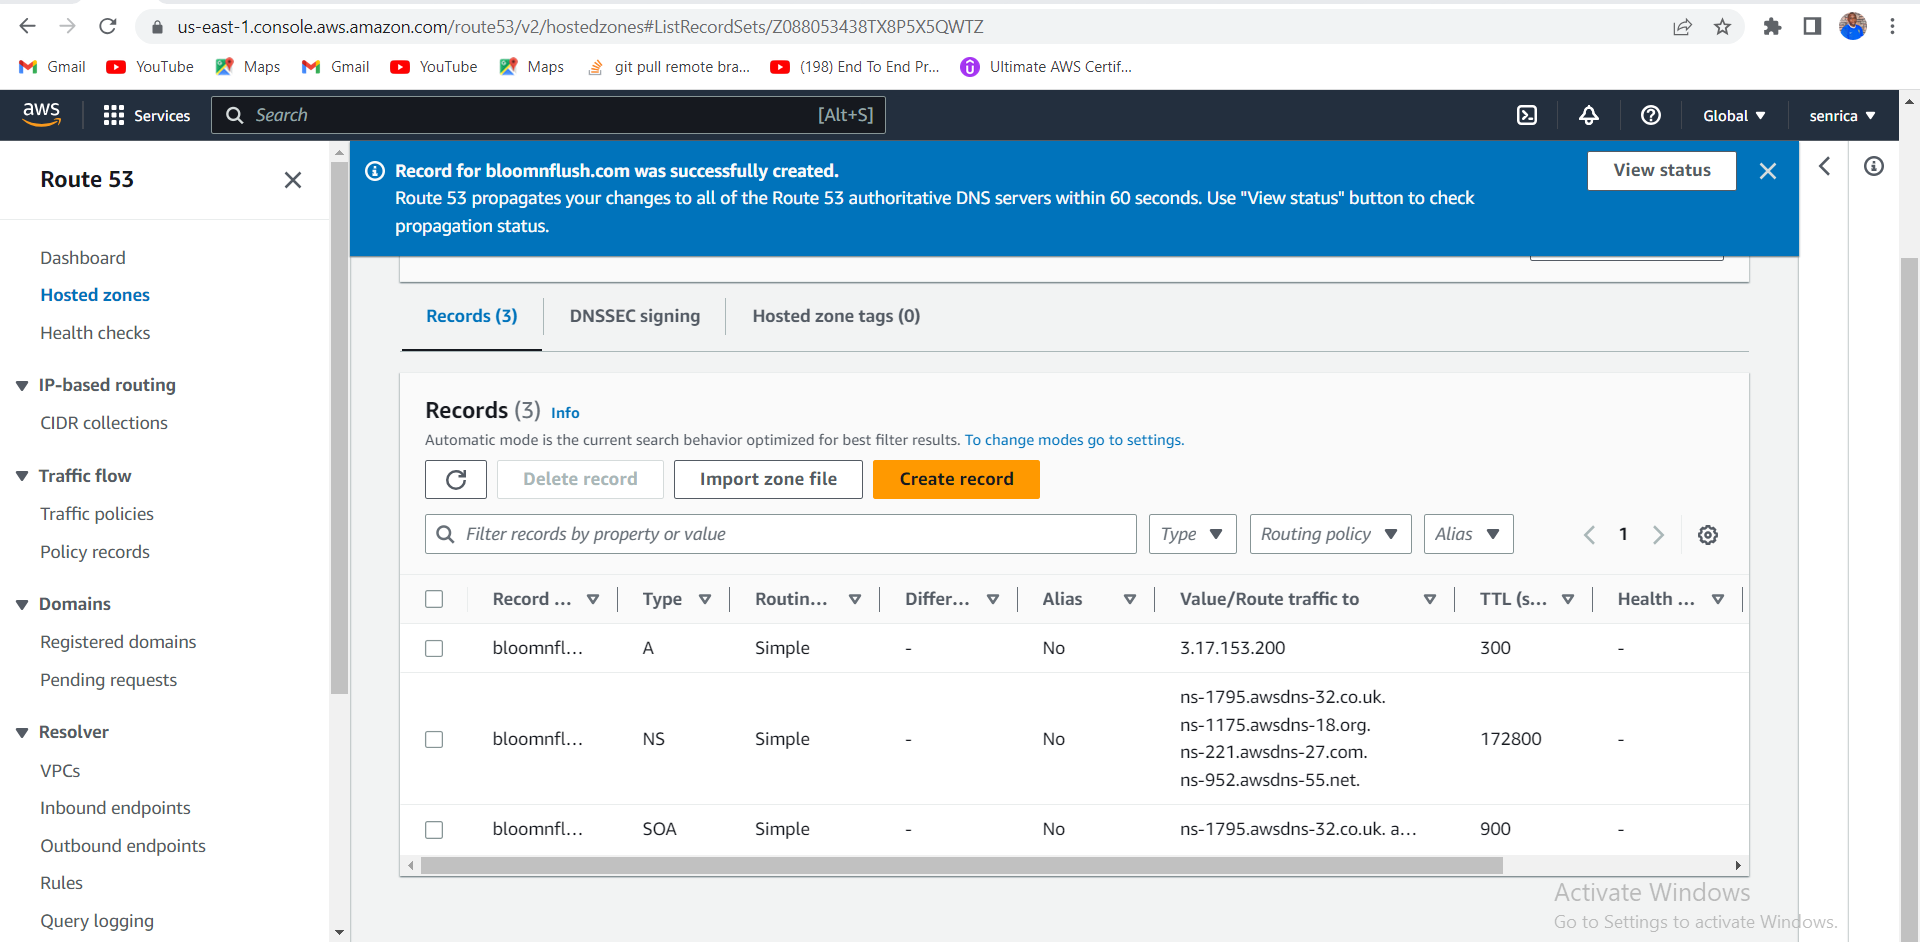 us-east-1.console.aws.amazon.com/route53/v2/hostedzones#ListRecordSets/Z088053438TX8P5X5QWTZ
Gmail YouTube Maps Gmail YouTube Maps git pull remote bra... (198) End To End Pr... Ultimate AWS Certif...
aws Services Search [Alt+S] Global senrica
Route 53
Dashboard
Hosted zones
Health checks
IP-based routing
CIDR collections
Traffic flow
Traffic policies
Policy records
Domains
Registered domains
Pending requests
Resolver
VPCs
Inbound endpoints
Outbound endpoints
Rules
Query logging
Record for bloomnflush.com was successfully created.
Route 53 propagates your changes to all of the Route 53 authoritative DNS servers within 60 seconds. Use "View status" button to check
propagation status.
View status
Records (3) DNSSEC signing Hosted zone tags (0)
Records (3) Info
Automatic mode is the current search behavior optimized for best filter results. To change modes go to settings.
Delete record Import zone file Create record
Filter records by property or value Type Routing policy Alias 1
Record ... Type Routin... Differ... Alias Value/Route traffic to TTL (s... Health ...
bloomnfl... A Simple - No 3.17.153.200 300 -
ns-1795.awsdns-32.co.uk.
ns-1175.awsdns-18.org.
bloomnfl... NS Simple - No 172800 -
ns-221.awsdns-27.com.
ns-952.awsdns-55.net.
bloomnfl... SOA Simple - No ns-1795.awsdns-32.co.uk. a... 900 -
Activate Windows
Go to Settings to activate Windows.